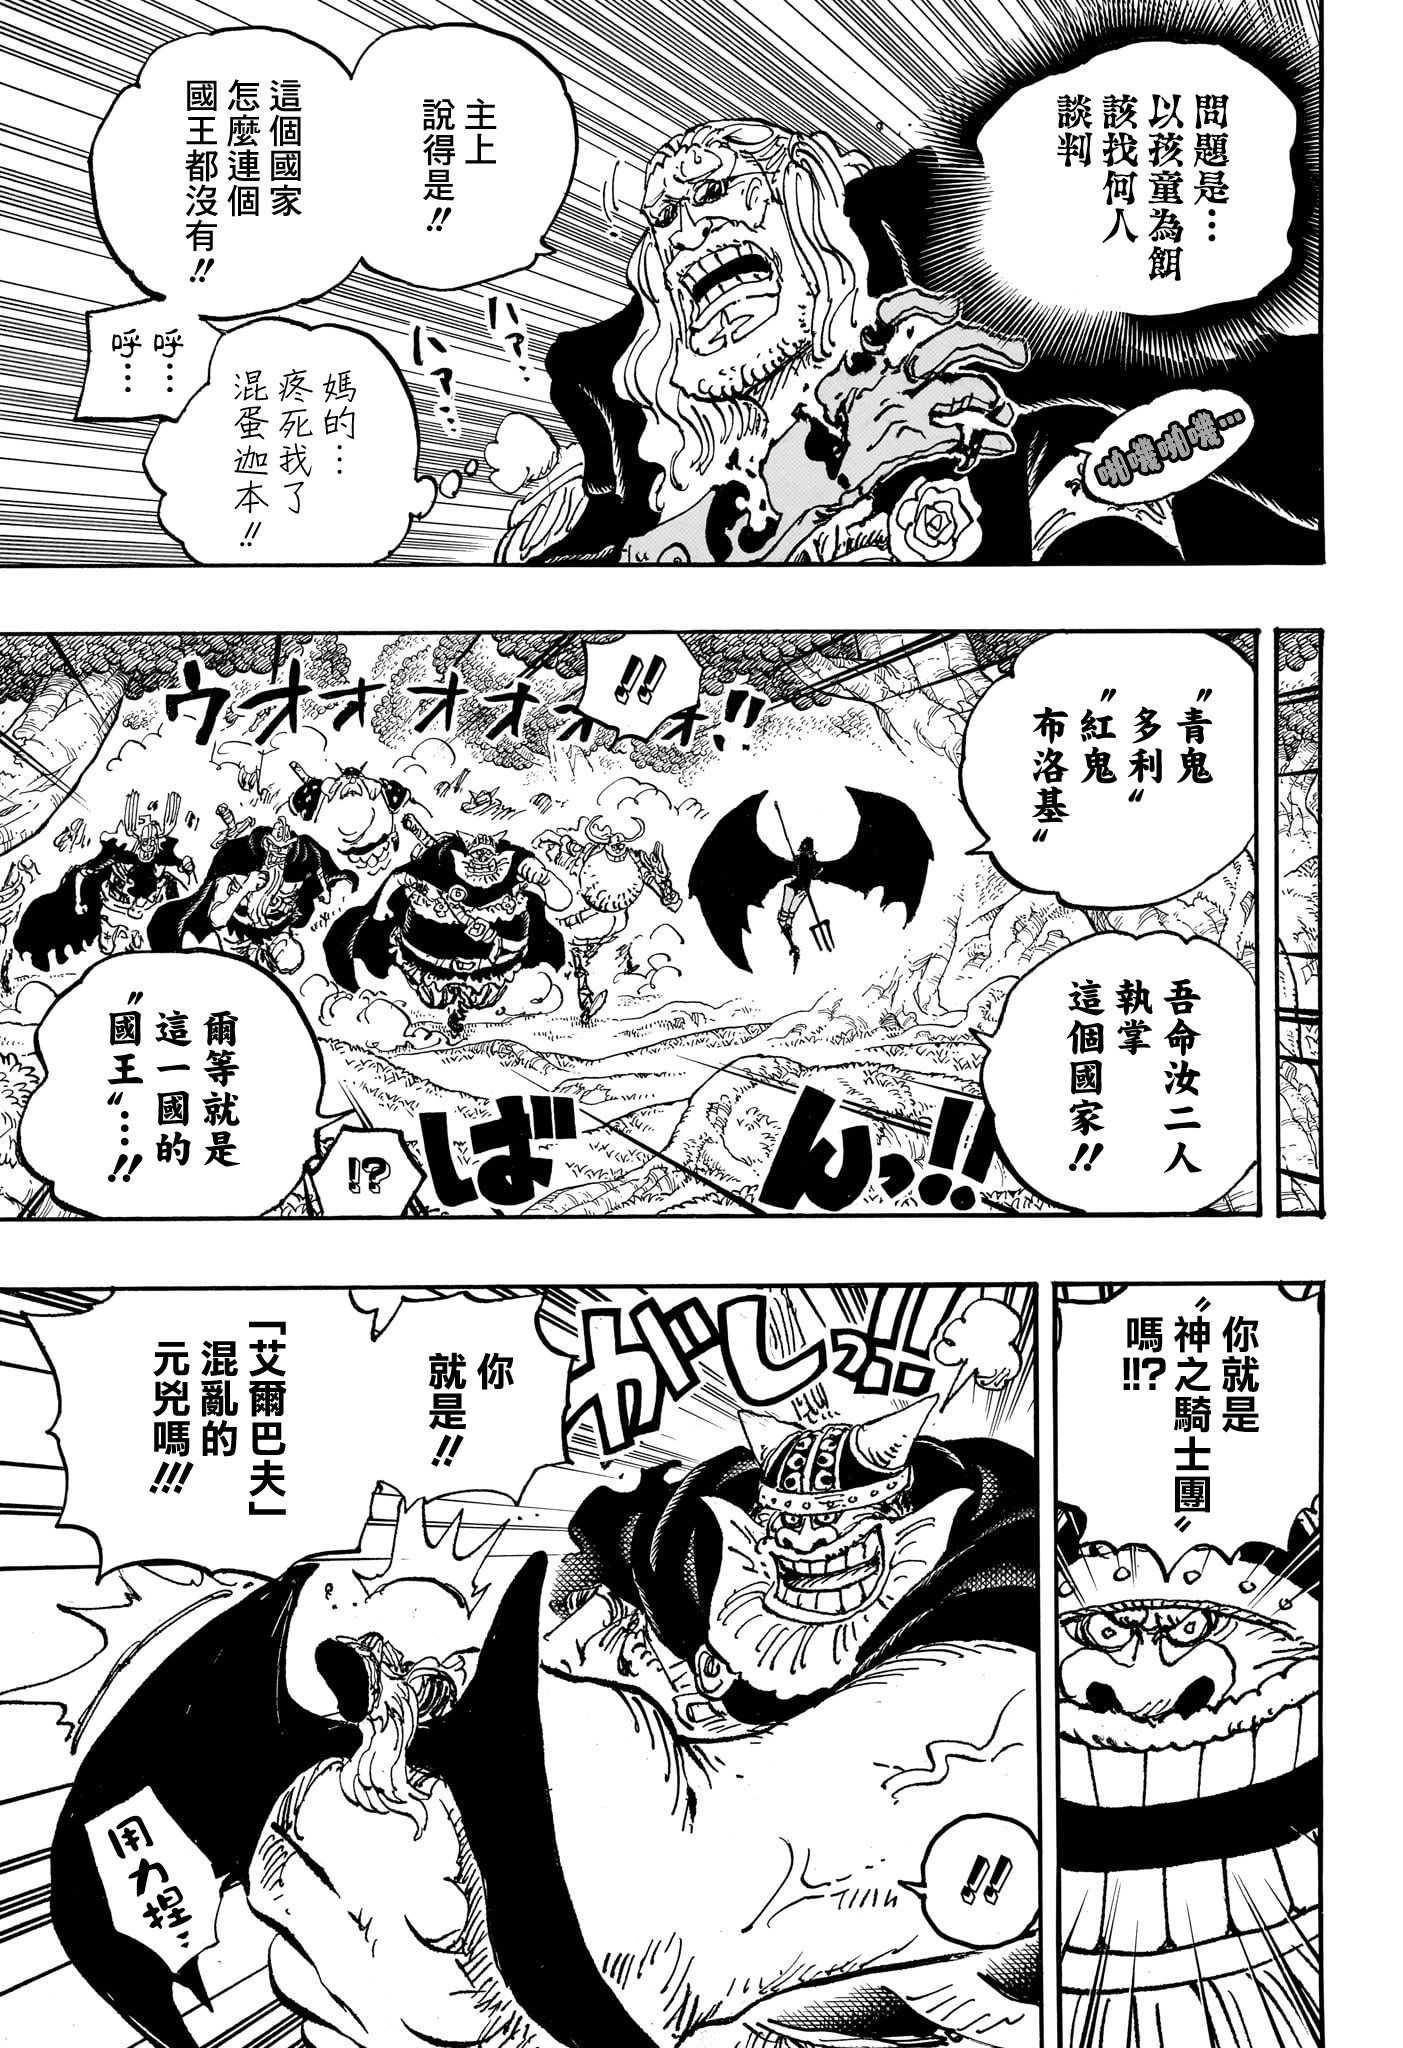 問題是…
以孩童為餌
該找何人
談判
主上
說得是!!
這個國家
怎麼連個
國王都沒有!!
呼…
呼…
ハァ…
ハァ…
媽的…
疼死我了
混蛋迦本!!
啪嘰啪嘰…
〝青鬼
多利〞
〝紅鬼
布洛基〞
!!
ウオオオオオオォ!!
吾命汝二人
執掌
這個國家!!
爾等就是
這一國的
〝國王〞…!!
!?
ばんっ!!
你就是
〝神之騎士團〞
嗎!!?
がしっ!!
你
就是!!
「艾爾巴夫」
混亂的
元兇嗎!!!
!!
用力捏